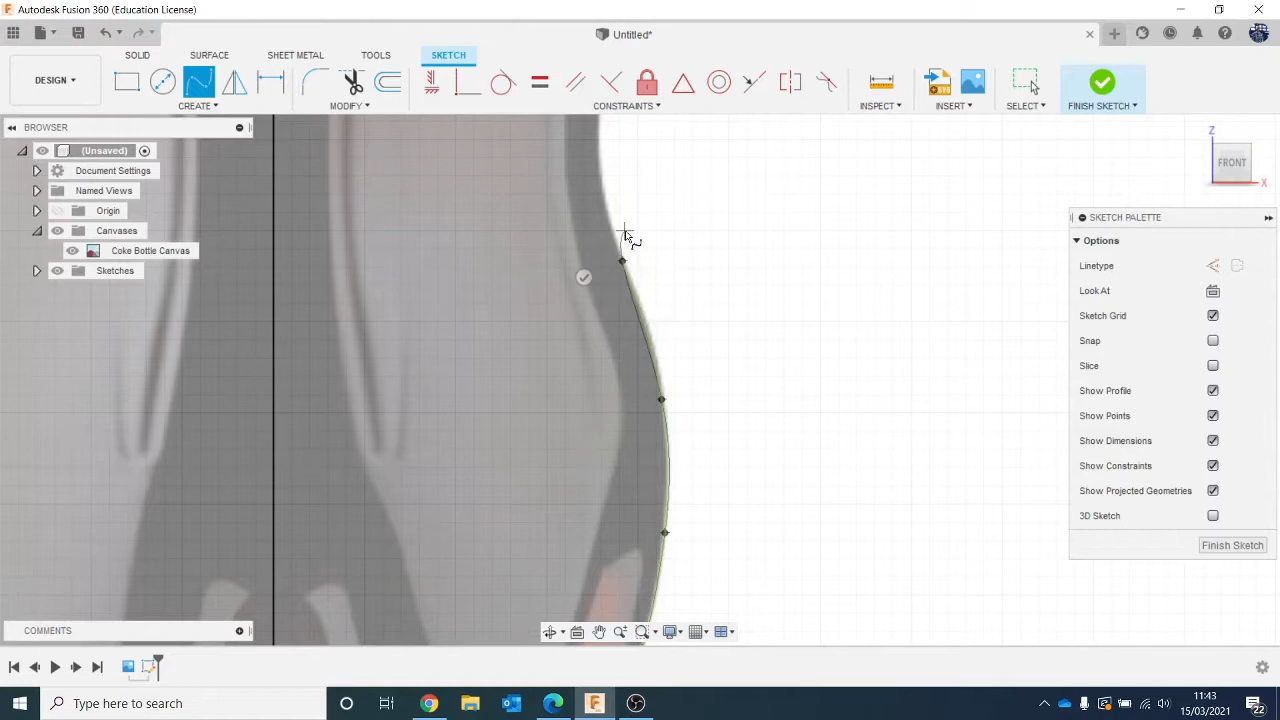 Autodesk Fusion 360 (Education License)
Untitled*
SOLID
SURFACE
SHEET METAL
TOOLS
SKETCH
DESIGN
CREATE
MODIFY
CONSTRAINTS
INSPECT
INSERT
SELECT
FINISH SKETCH
BROWSER
(Unsaved)
Document Settings
Named Views
Origin
Canvases
Coke Bottle Canvas
Sketches
Z
FRONT
X
SKETCH PALETTE
Options
Linetype
Look At
Sketch Grid
Snap
Slice
Show Profile
Show Points
Show Dimensions
Show Constraints
Show Projected Geometries
3D Sketch
Finish Sketch
COMMENTS
Type here to search
11:43
15/03/2021
22